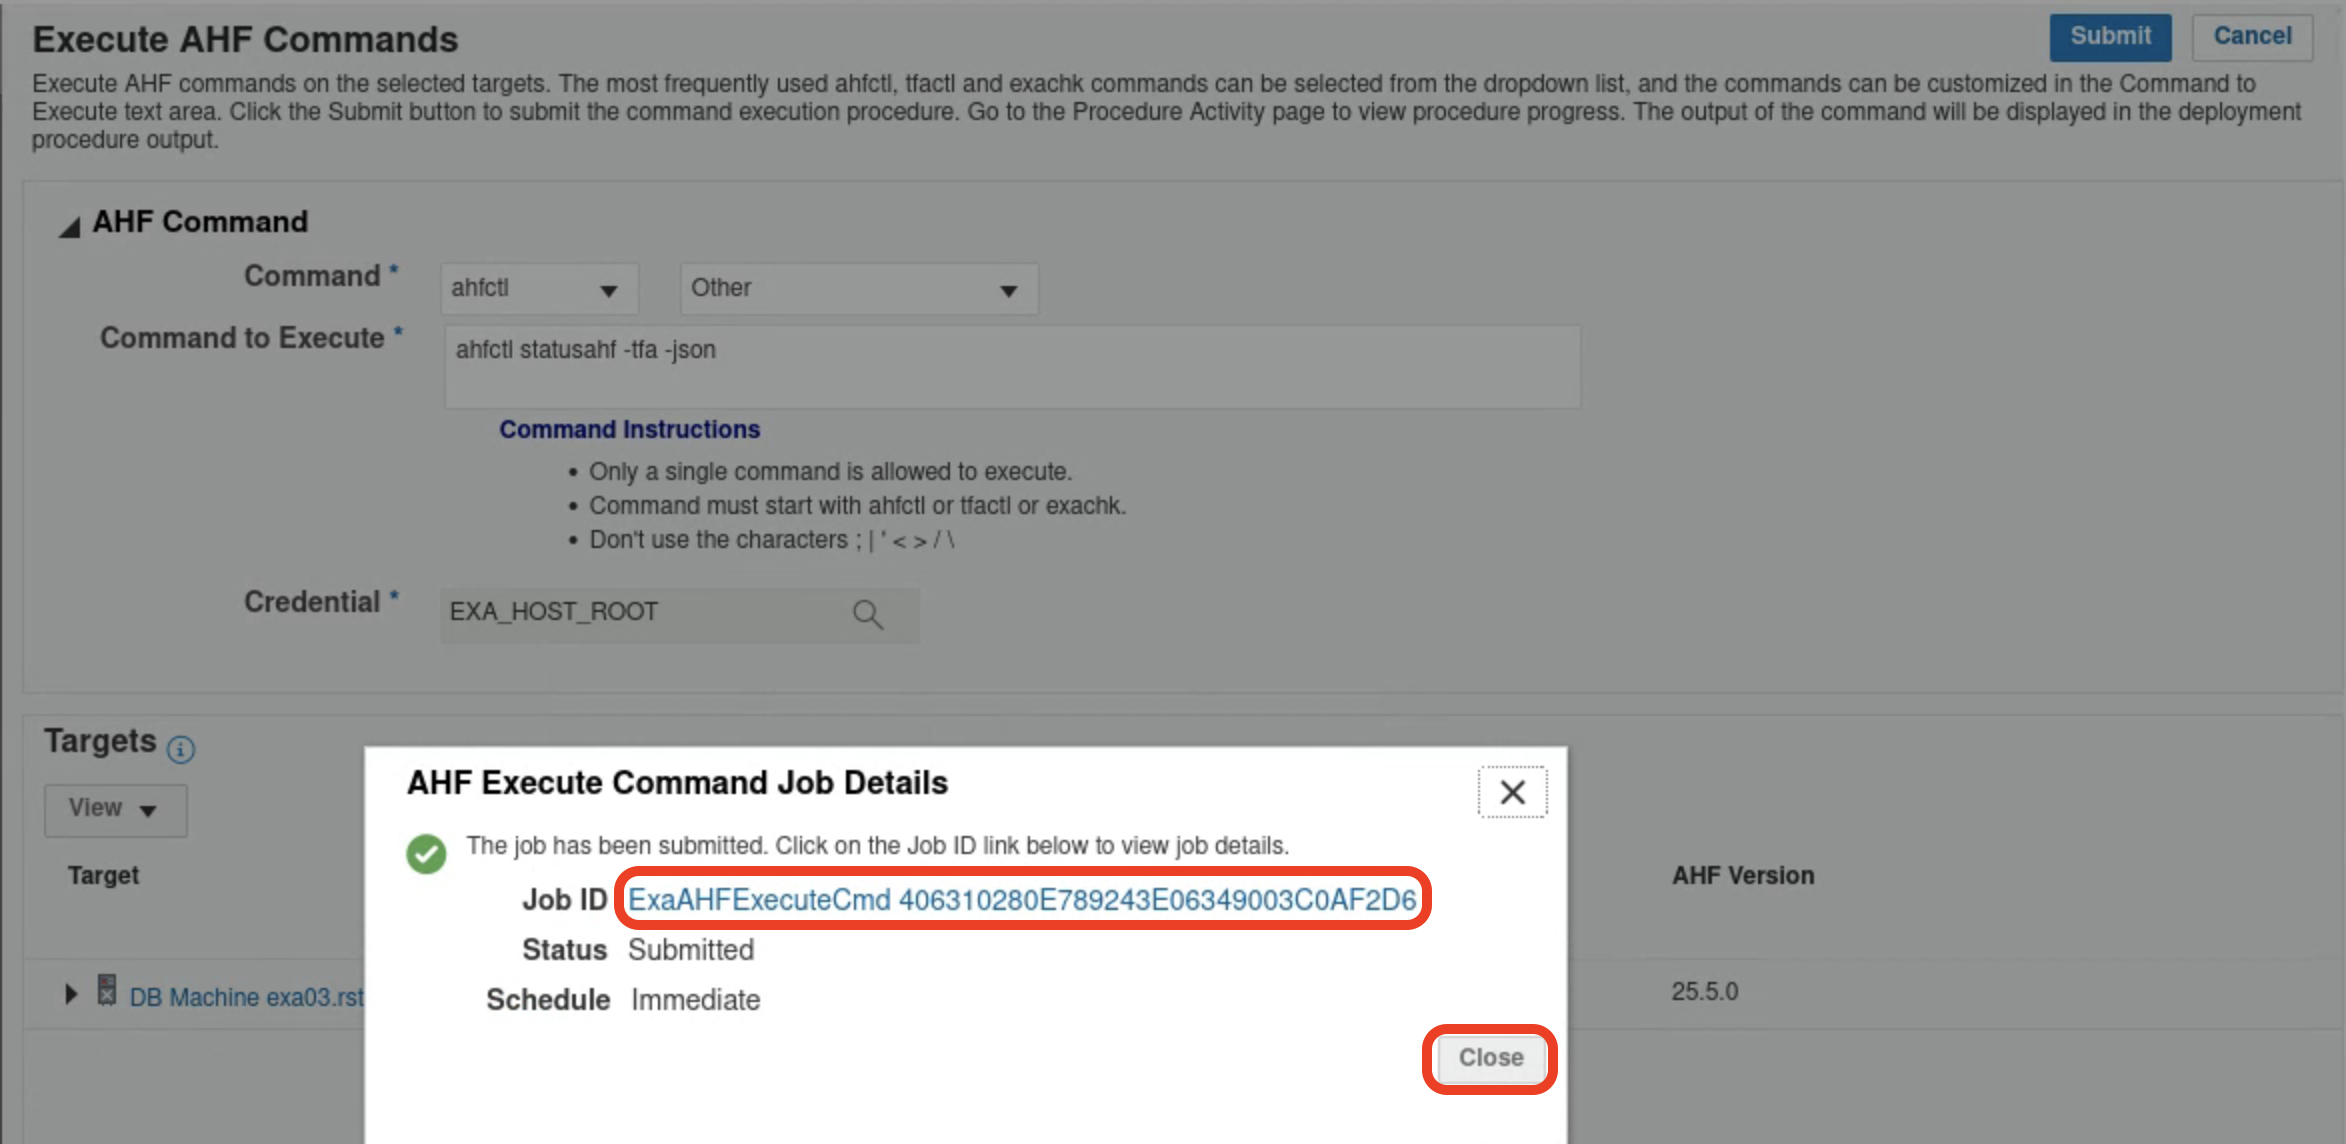 Execute AHF Commands
Submit
Cancel
Execute AHF commands on the selected targets. The most frequently used ahfctl, tfactl and exachk commands can be selected from the dropdown list, and the commands can be customized in the Command to
Execute text area. Click the Submit button to submit the command execution procedure. Go to the Procedure Activity page to view procedure progress. The output of the command will be displayed in the deployment
procedure output.
AHF Command
Command * ahfctl Other
Command to Execute * ahfctl statusahf -tfa -json
Command Instructions
• Only a single command is allowed to execute.
• Command must start with ahfctl or tfactl or exachk.
• Don't use the characters ; | ' < > / \
Credential * EXA_HOST_ROOT
Targets
View
Target
AHF Version
DB Machine exa03.rst
25.5.0
AHF Execute Command Job Details
The job has been submitted. Click on the Job ID link below to view job details.
Job ID ExaAHFExecuteCmd 406310280E789243E06349003C0AF2D6
Status Submitted
Schedule Immediate
Close